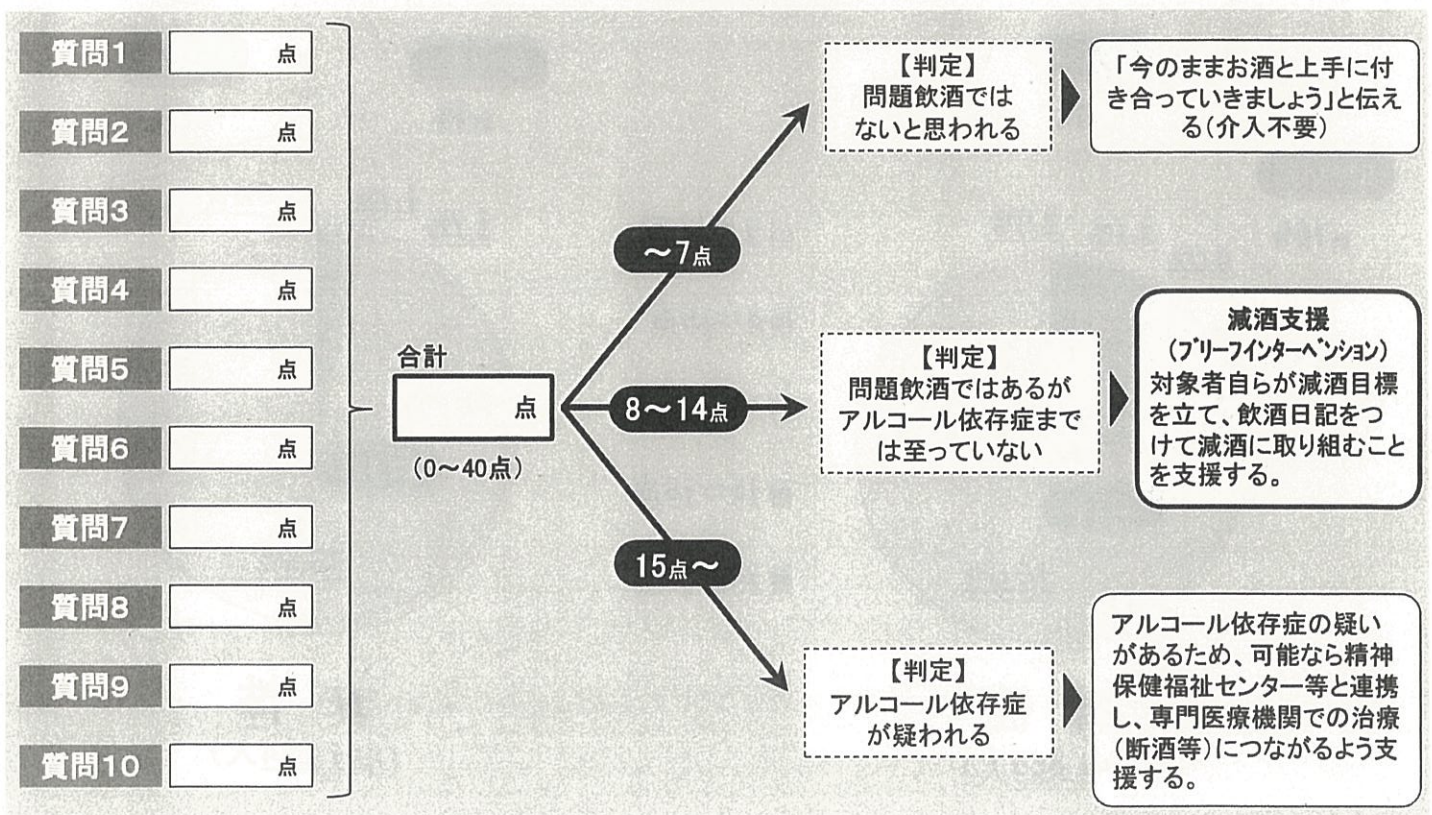 質問1 点
質問2 点
質問3 点
質問4 点
質問5 点
質問6 点
質問7 点
質問8 点
質問9 点
質問10 点
合計
点
(0～40点)
～7点
8～14点
15点～
【判定】
問題飲酒では
ないと思われる
「今のままお酒と上手に付
き合っていきましょう」と伝え
る(介入不要)
【判定】
問題飲酒ではあるが
アルコール依存症まで
は至っていない
減酒支援
(ブリーフインターベンション)
対象者自らが減酒目標
を立て、飲酒日記をつ
けて減酒に取り組むこと
を支援する。
【判定】
アルコール依存症
が疑われる
アルコール依存症の疑い
があるため、可能なら精神
保健福祉センター等と連携
し、専門医療機関での治療
(断酒等)につながるよう支
援する。